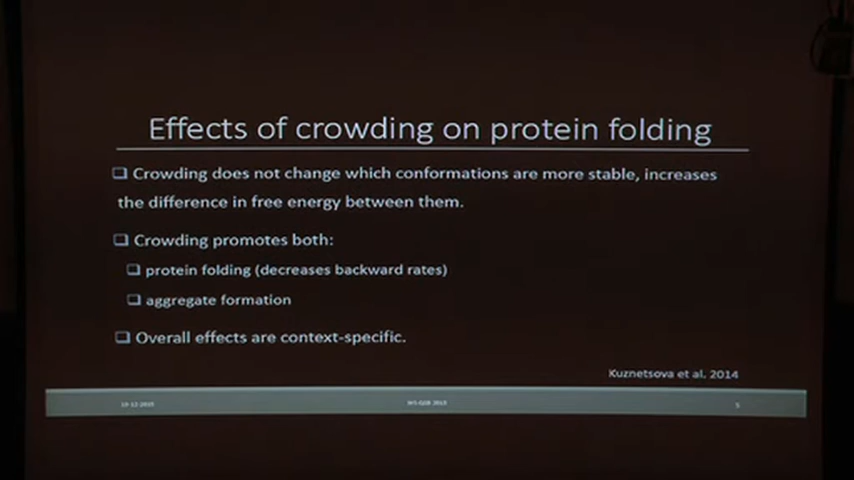 Effects of crowding on protein folding
❑ Crowding does not change which conformations are more stable, increases
the difference in free energy between them.
❑ Crowding promotes both:
❑ protein folding (decreases backward rates)
❑ aggregate formation
❑ Overall effects are context-specific.
Kuznetsova et al. 2014
5